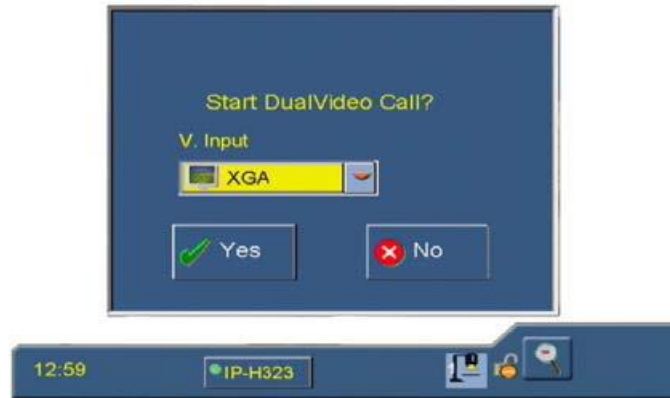 Start DualVideo Call?
V. Input
XGA
Yes
No
12:59
IP-H323